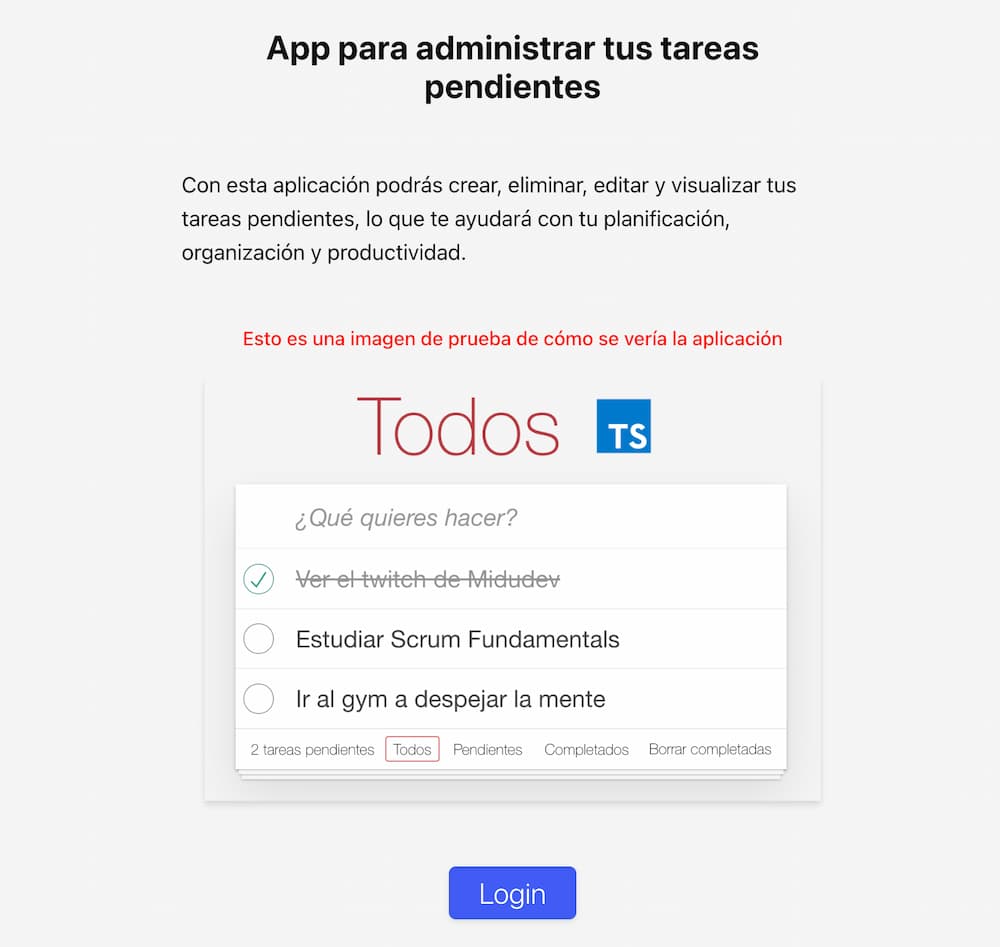 App para administrar tus tareas
pendientes
Con esta aplicación podrás crear, eliminar, editar y visualizar tus
tareas pendientes, lo que te ayudará con tu planificación,
organización y productividad.
Esto es una imagen de prueba de cómo se vería la aplicación
Todos TS
¿Qué quieres hacer?
Ver el twitch de Midudev
Estudiar Scrum Fundamentals
Ir al gym a despejar la mente
2 tareas pendientes Todos Pendientes Completados Borrar completadas
Login